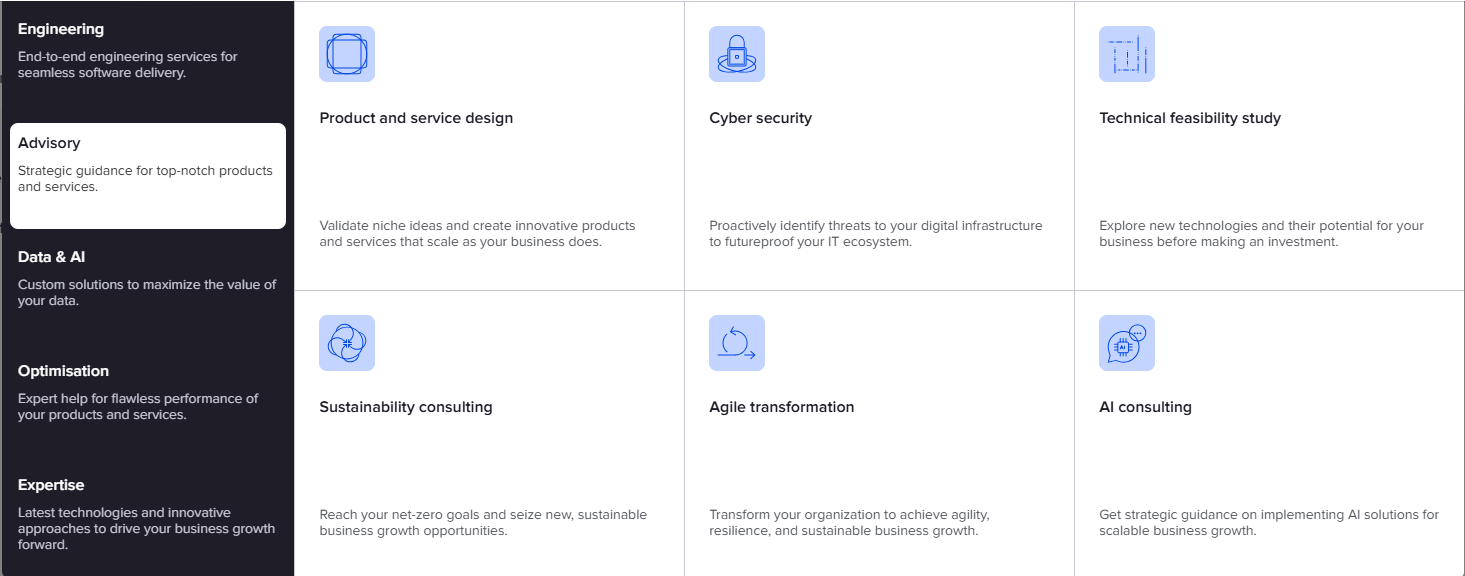 Engineering
End-to-end engineering services for
seamless software delivery.
Advisory
Strategic guidance for top-notch products
and services.
Data & AI
Custom solutions to maximize the value of
your data.
Optimisation
Expert help for flawless performance of
your products and services.
Expertise
Latest technologies and innovative
approaches to drive your business growth
forward.
Product and service design
Validate niche ideas and create innovative products
and services that scale as your business does.
Cyber security
Proactively identify threats to your digital infrastructure
to futureproof your IT ecosystem.
Technical feasibility study
Explore new technologies and their potential for your
business before making an investment.
Sustainability consulting
Reach your net-zero goals and seize new, sustainable
business growth opportunities.
Agile transformation
Transform your organization to achieve agility,
resilience, and sustainable business growth.
AI
AI consulting
Get strategic guidance on implementing AI solutions for
scalable business growth.